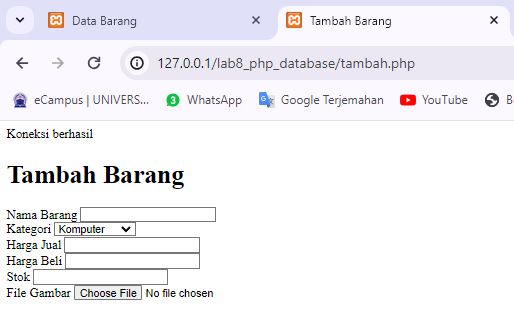 Data Barang
Tambah Barang
127.0.0.1/lab8_php_database/tambah.php
eCampus | UNIVERS...
3 WhatsApp
Google Terjemahan
YouTube
Koneksi berhasil
Tambah Barang
Nama Barang
Kategori Komputer
Harga Jual
Harga Beli
Stok
File Gambar Choose File No file chosen